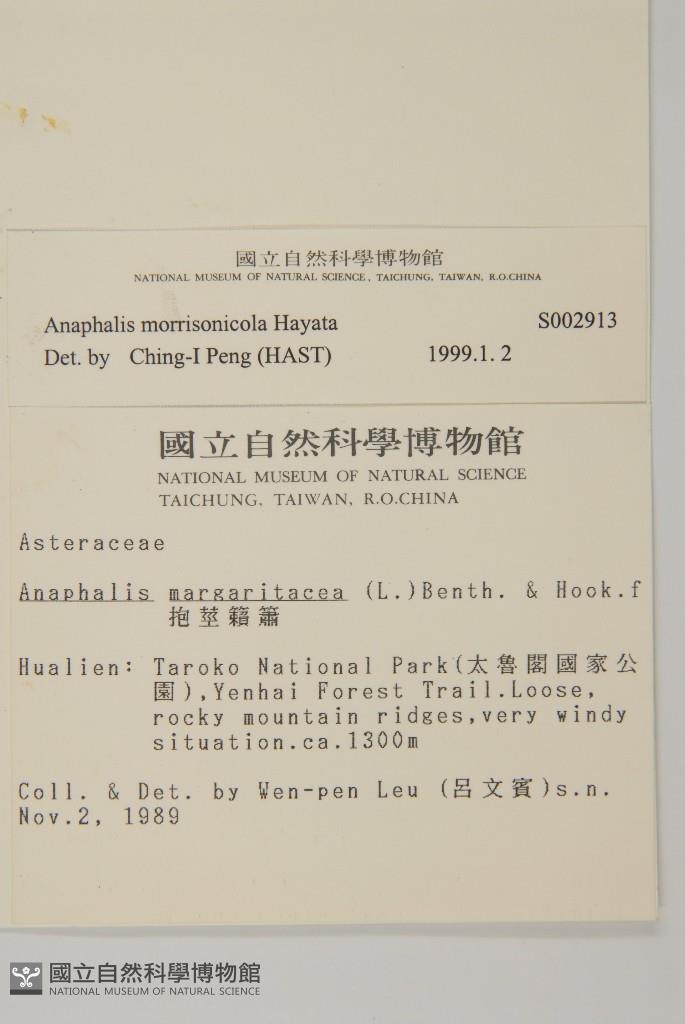 國立自然科學博物館
NATIONAL MUSEUM OF NATURAL SCIENCE, TAICHUNG, TAIWAN, R.O.CHINA
Anaphalis morrisonicola Hayata S002913
Det. by Ching-I Peng (HAST) 1999.1. 2
國立自然科學博物館
NATIONAL MUSEUM OF NATURAL SCIENCE
TAICHUNG, TAIWAN, R.O.CHINA
Asteraceae
Anaphalis margaritacea (L.)Benth. & Hook.f
抱莖籟簫
Hualien: Taroko National Park(太魯閣國家公
園),Yenhai Forest Trail.Loose,
rocky mountain ridges,very windy
situation.ca.1300m
Coll. & Det. by Wen-pen Leu (呂文賓)s.n.
Nov.2, 1989
國立自然科學博物館
NATIONAL MUSEUM OF NATURAL SCIENCE